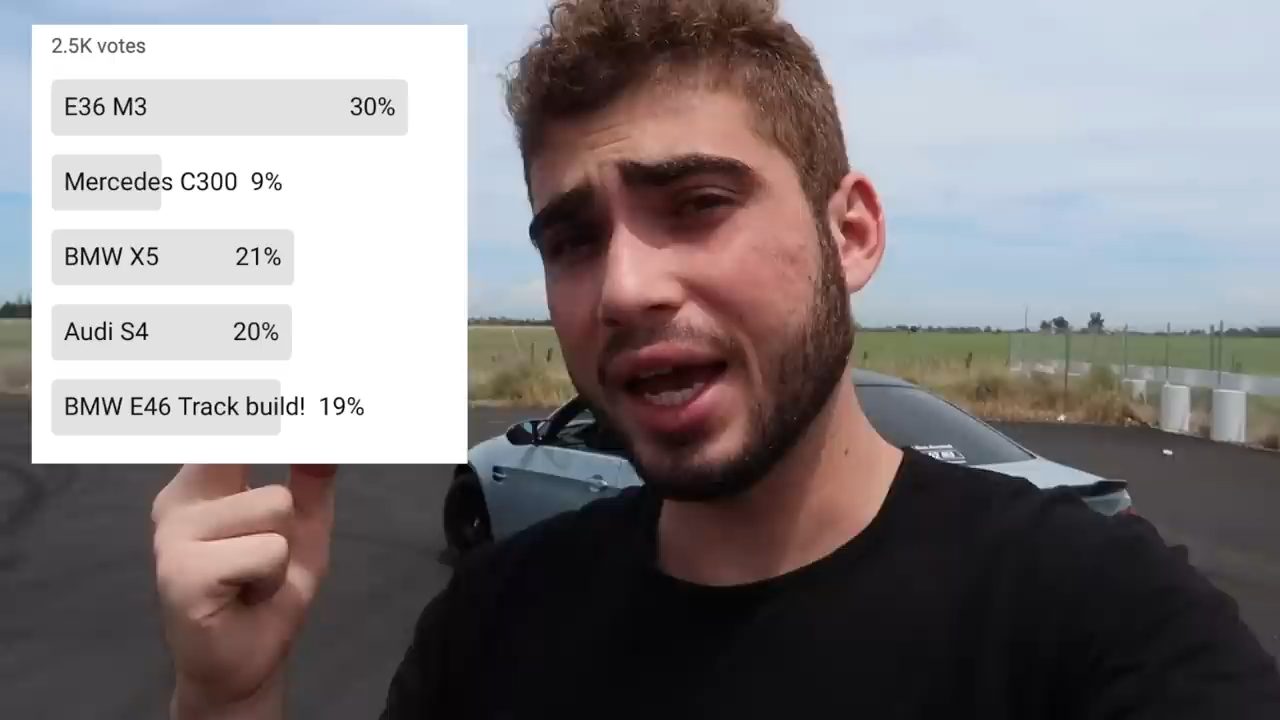 2.5K votes
E36 M3 30%
Mercedes C300 9%
BMW X5 21%
Audi S4 20%
BMW E46 Track build! 19%